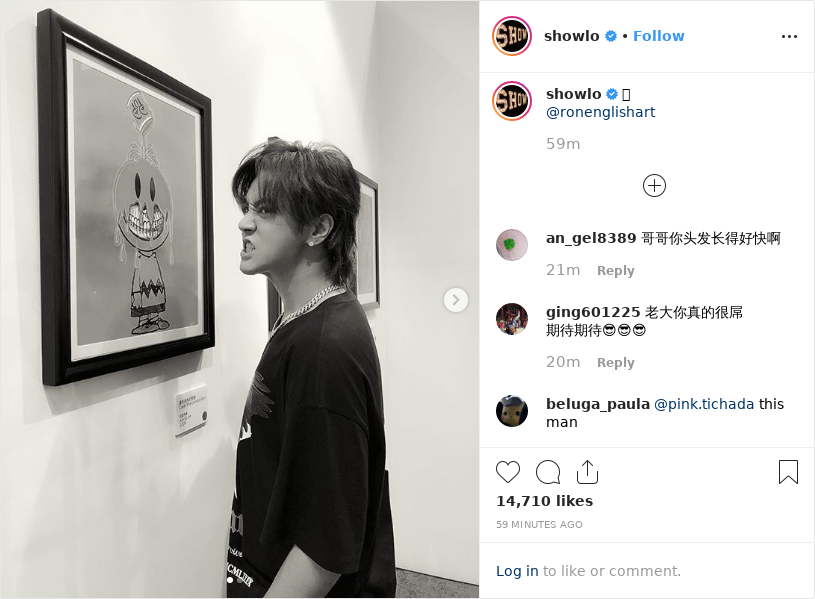 showlo • Follow
showlo
@ronenglishart
59m
an_gel8389 哥哥你头发长得好快啊
21m Reply
ging601225 老大你真的很屌
期待期待😎😎😎
20m Reply
beluga_paula @pink.tichada this
man
14,710 likes
59 MINUTES AGO
Log in to like or comment.
SHOW
SHOW